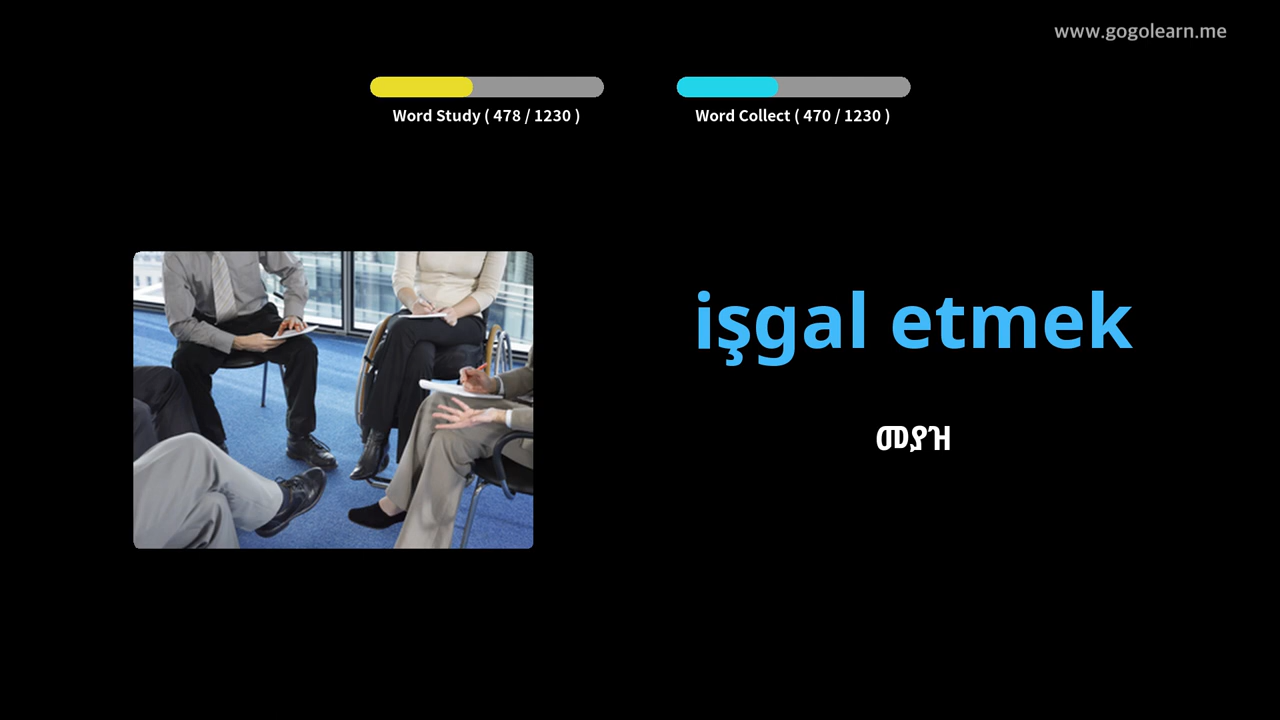 www.gogolearn.me
Word Study ( 478 / 1230 )
Word Collect ( 470 / 1230 )
işgal etmek
መያዝ